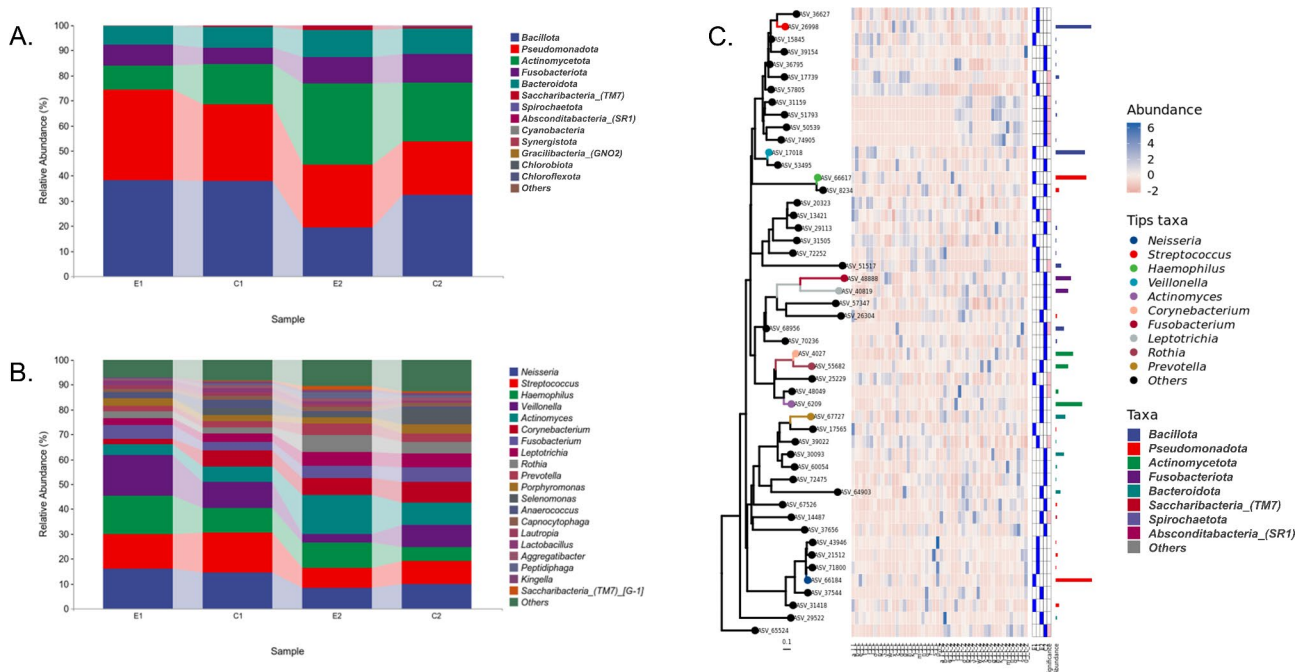 A.
Relative Abundance (%)
100
90
80
70
60
50
40
30
20
10
0
E1
C1
E2
C2
Sample
Bacillota
Pseudomonadota
Actinomycetota
Fusobacteriota
Bacteroidota
Saccharibacteria_(TM7)
Spirochaetota
Absconditabacteria_(SR1)
Cyanobacteria
Synergistota
Gracilibacteria_(GNO2)
Chlorobiota
Chloroflexota
Others
B.
Relative Abundance (%)
100
90
80
70
60
50
40
30
20
10
0
E1
C1
E2
C2
Sample
Neisseria
Streptococcus
Haemophilus
Veillonella
Actinomyces
Corynebacterium
Fusobacterium
Leptotrichia
Rothia
Prevotella
Porphyromonas
Selenomonas
Anaerococcus
Capnocytophaga
Lautropia
Lactobacillus
Aggregatibacter
Peptidiphaga
Kingella
Saccharibacteria_(TM7)_[G-1]
Others
C.
ASV_36627
ASV_26998
ASV_15845
ASV_39154
ASV_36795
ASV_17739
ASV_57805
ASV_31159
ASV_51793
ASV_50539
ASV_74905
ASV_17018
ASV_53495
ASV_66617
ASV_8234
ASV_20323
ASV_13421
ASV_29113
ASV_31505
ASV_72252
ASV_51517
ASV_48888
ASV_40819
ASV_57347
ASV_26304
ASV_68956
ASV_70236
ASV_4027
ASV_55682
ASV_25229
ASV_48049
ASV_6209
ASV_67727
ASV_17565
ASV_39022
ASV_30093
ASV_60054
ASV_72475
ASV_64903
ASV_67526
ASV_14487
ASV_37656
ASV_43946
ASV_21512
ASV_71800
ASV_66184
ASV_37544
ASV_31418
ASV_29522
ASV_65524
0.1
Abundance
6
4
2
0
-2
Tips taxa
Neisseria
Streptococcus
Haemophilus
Veillonella
Actinomyces
Corynebacterium
Fusobacterium
Leptotrichia
Rothia
Prevotella
Others
Taxa
Bacillota
Pseudomonadota
Actinomycetota
Fusobacteriota
Bacteroidota
Saccharibacteria_(TM7)
Spirochaetota
Absconditabacteria_(SR1)
Others